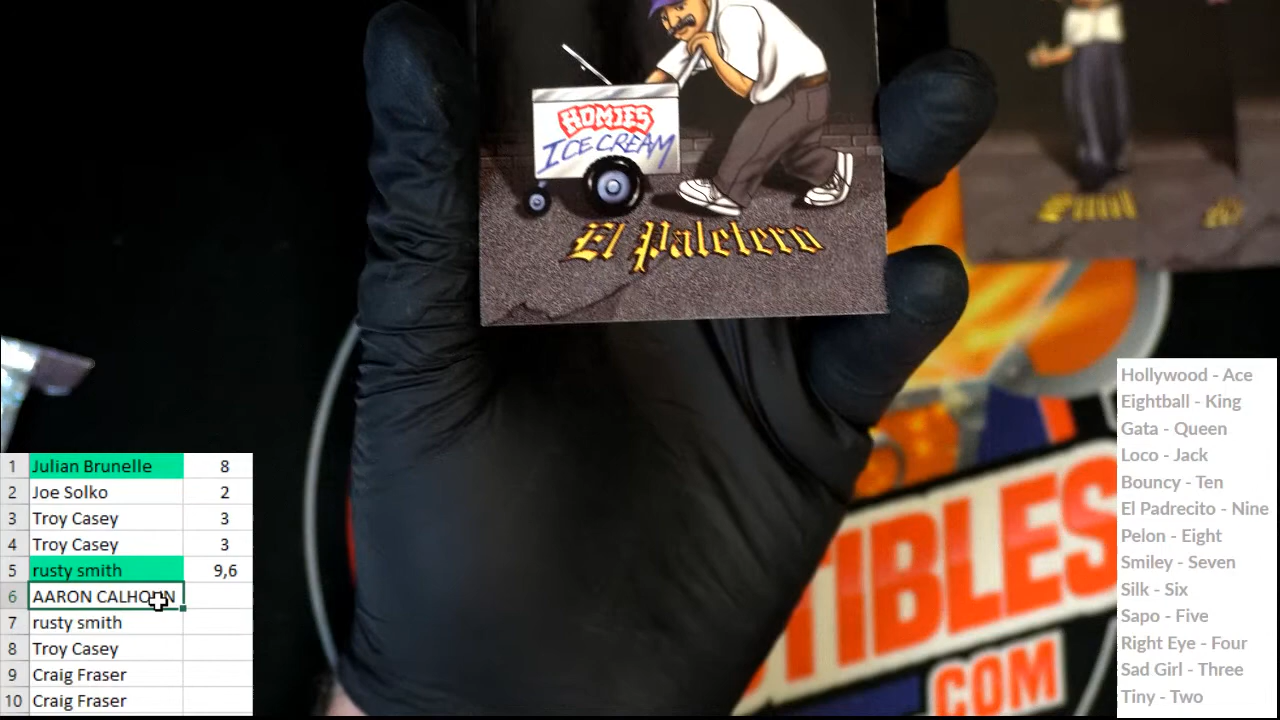 HOMIES
ICE CREAM
El Paletero
1 Julian Brunelle 8
2 Joe Solko 2
3 Troy Casey 3
4 Troy Casey 3
5 rusty smith 9,6
6 AARON CALHOUN
7 rusty smith
8 Troy Casey
9 Craig Fraser
10 Craig Fraser
Hollywood - Ace
Eightball - King
Gata - Queen
Loco - Jack
Bouncy - Ten
El Padrecito - Nine
Pelon - Eight
Smiley - Seven
Silk - Six
Sapo - Five
Right Eye - Four
Sad Girl - Three
Tiny - Two
TIBLES
.COM